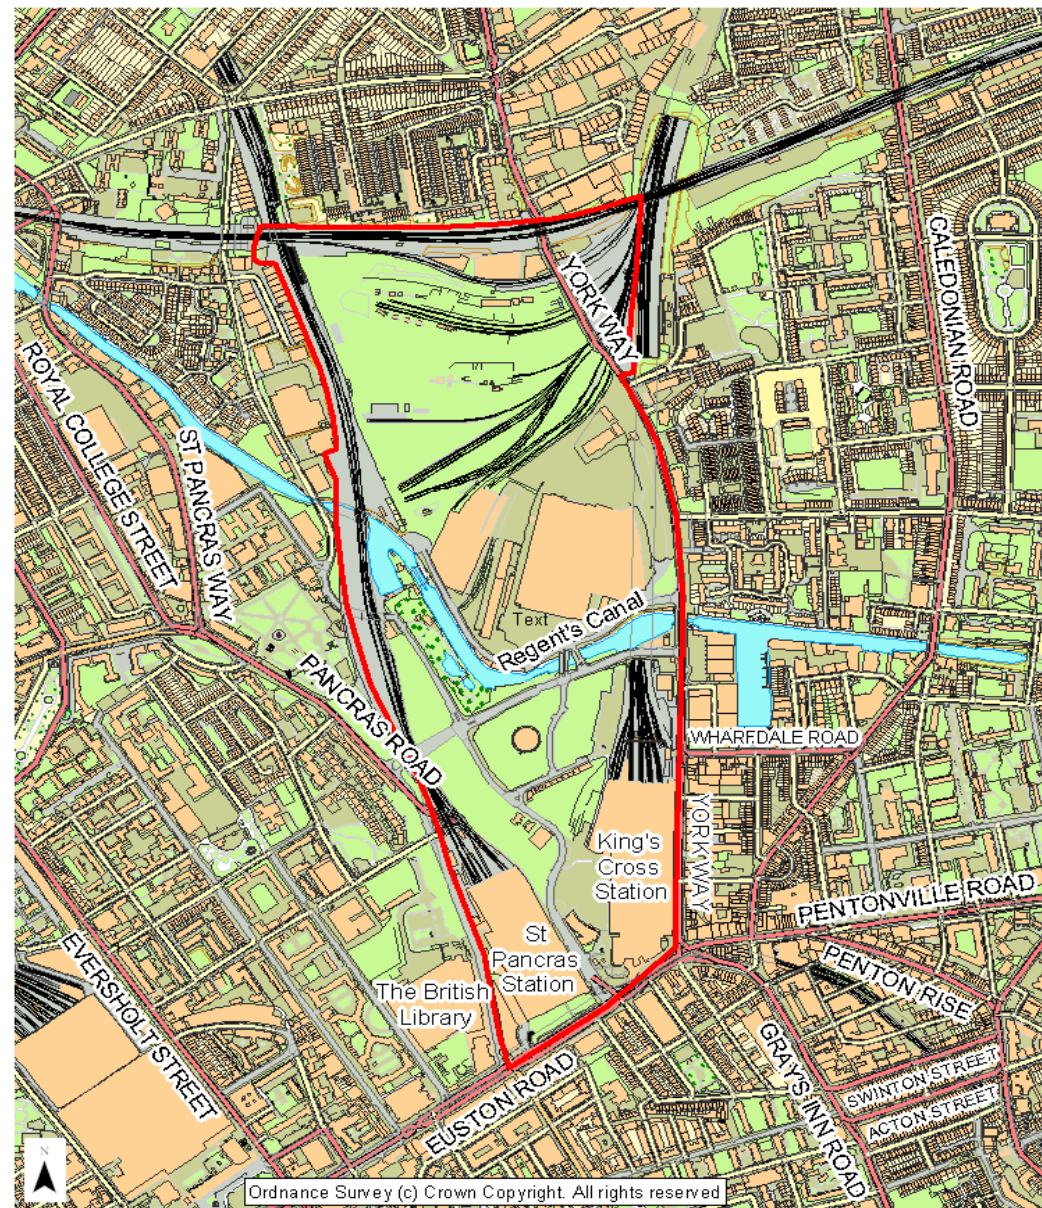 YORK WAY
CALEDONIAN ROAD
ROYAL COLLEGE STREET
ST PANCRAS WAY
Text
Regent's Canal
PANCRAS ROAD
WHARFDALE ROAD
YORK WAY
King's
Cross
Station
PENTONVILLE ROAD
St
Pancras
Station
The British
Library
EVERSHOLT STREET
PENTON RISE
GRAYS INN ROAD
SWINTON STREET
ACTON STREET
EUSTON ROAD
N
Ordnance Survey (c) Crown Copyright. All rights reserved